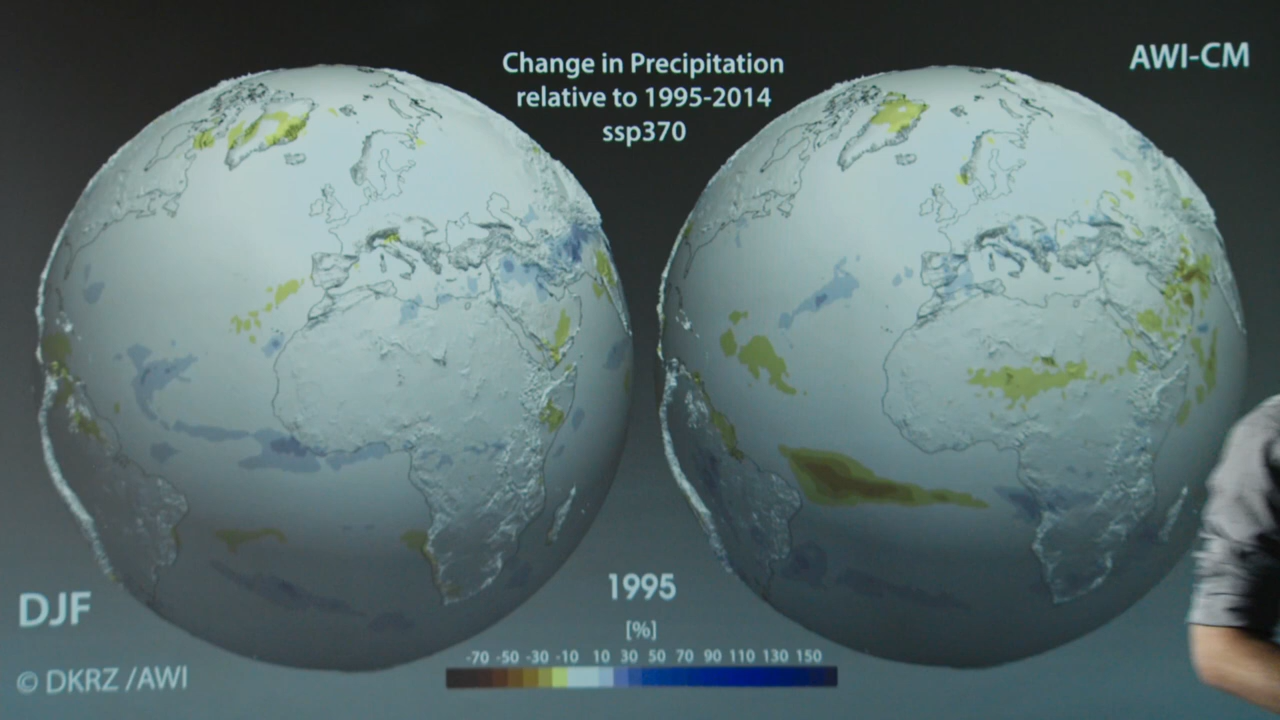 Change in Precipitation
relative to 1995-2014
ssp370
AWI-CM
DJF
© DKRZ /AWI
1995
[%]
-70 -50 -30 -10 10 30 50 70 90 110 130 150